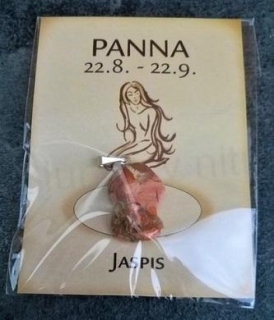 PANNA
22.8. - 22.9.
JASPIS